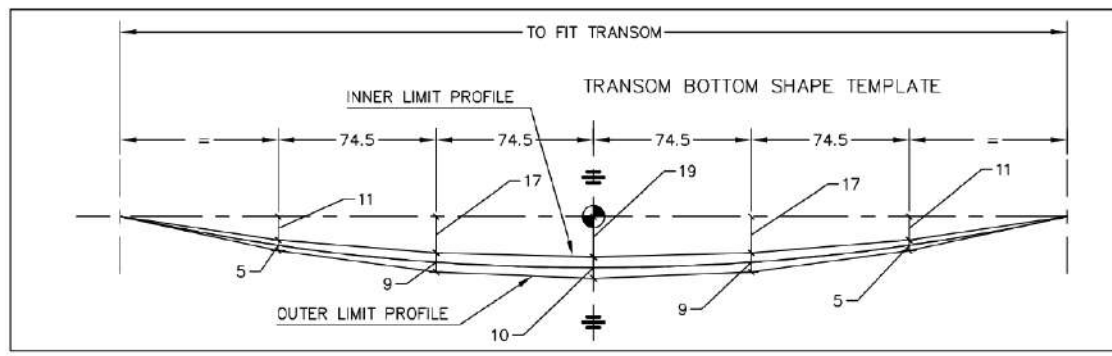 TO FIT TRANSOM
TRANSOM BOTTOM SHAPE TEMPLATE
INNER LIMIT PROFILE
= 74.5 74.5 74.5 74.5 =
11 17 19 17 11
5 9 10 9 5
OUTER LIMIT PROFILE